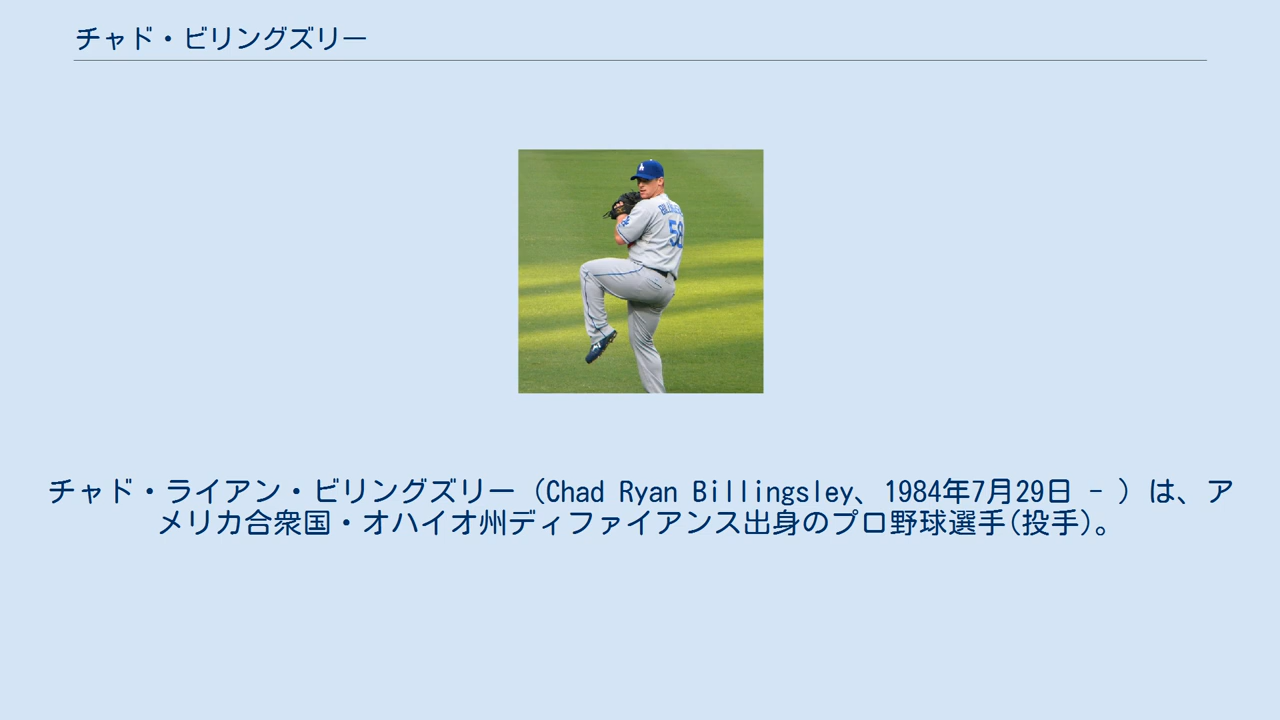 チャド・ビリングズリー
58
チャド・ライアン・ビリングズリー（Chad Ryan Billingsley、1984年7月29日 - ）は、ア
メリカ合衆国・オハイオ州ディファイアンス出身のプロ野球選手(投手)。